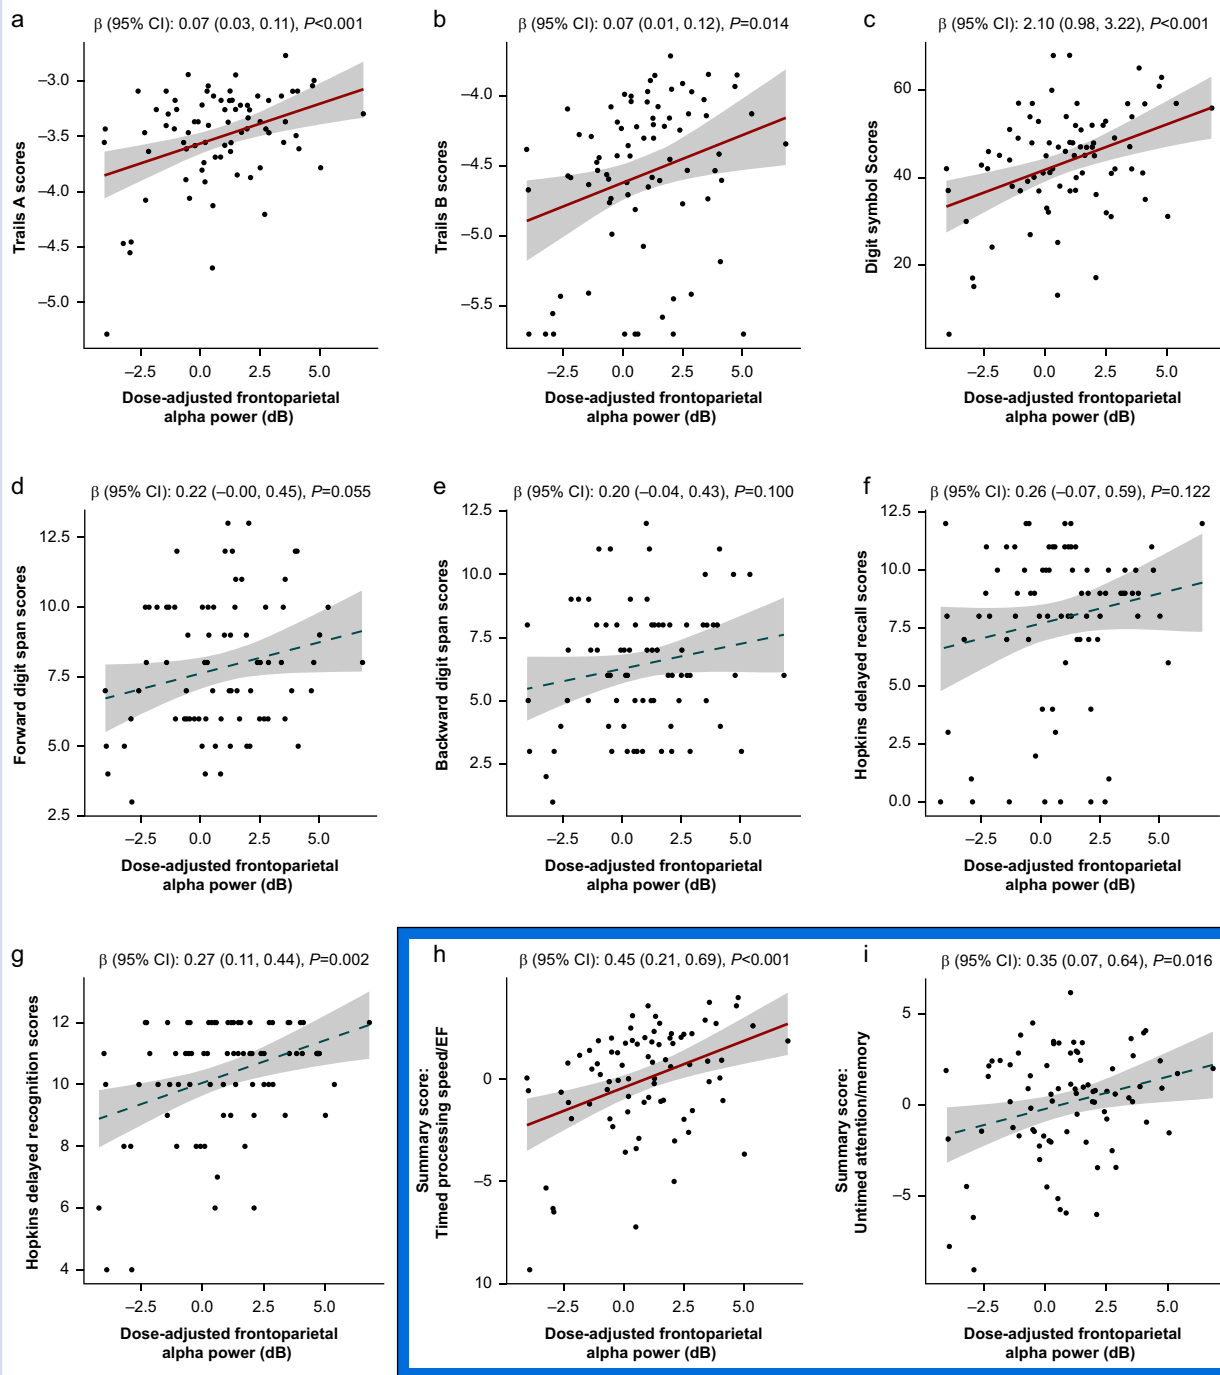 a
β (95% CI): 0.07 (0.03, 0.11), P<0.001
Trails A scores
–3.0
–3.5
–4.0
–4.5
–5.0
–2.5 0.0 2.5 5.0
Dose-adjusted frontoparietal
alpha power (dB)
b
β (95% CI): 0.07 (0.01, 0.12), P=0.014
Trails B scores
–4.0
–4.5
–5.0
–5.5
–2.5 0.0 2.5 5.0
Dose-adjusted frontoparietal
alpha power (dB)
c
β (95% CI): 2.10 (0.98, 3.22), P<0.001
Digit symbol Scores
60
40
20
–2.5 0.0 2.5 5.0
Dose-adjusted frontoparietal
alpha power (dB)
d
β (95% CI): 0.22 (–0.00, 0.45), P=0.055
Forward digit span scores
12.5
10.0
7.5
5.0
2.5
–2.5 0.0 2.5 5.0
Dose-adjusted frontoparietal
alpha power (dB)
e
β (95% CI): 0.20 (–0.04, 0.43), P=0.100
Backward digit span scores
12.5
10.0
7.5
5.0
2.5
–2.5 0.0 2.5 5.0
Dose-adjusted frontoparietal
alpha power (dB)
f
β (95% CI): 0.26 (–0.07, 0.59), P=0.122
Hopkins delayed recall scores
12.5
10.0
7.5
5.0
2.5
0.0
–2.5 0.0 2.5 5.0
Dose-adjusted frontoparietal
alpha power (dB)
g
β (95% CI): 0.27 (0.11, 0.44), P=0.002
Hopkins delayed recognition scores
12
10
8
6
4
–2.5 0.0 2.5 5.0
Dose-adjusted frontoparietal
alpha power (dB)
h
β (95% CI): 0.45 (0.21, 0.69), P<0.001
Summary score:
Timed processing speed/EF
0
–5
10
–2.5 0.0 2.5 5.0
Dose-adjusted frontoparietal
alpha power (dB)
i
β (95% CI): 0.35 (0.07, 0.64), P=0.016
Summary score:
Untimed attention/memory
5
0
–5
–2.5 0.0 2.5 5.0
Dose-adjusted frontoparietal
alpha power (dB)